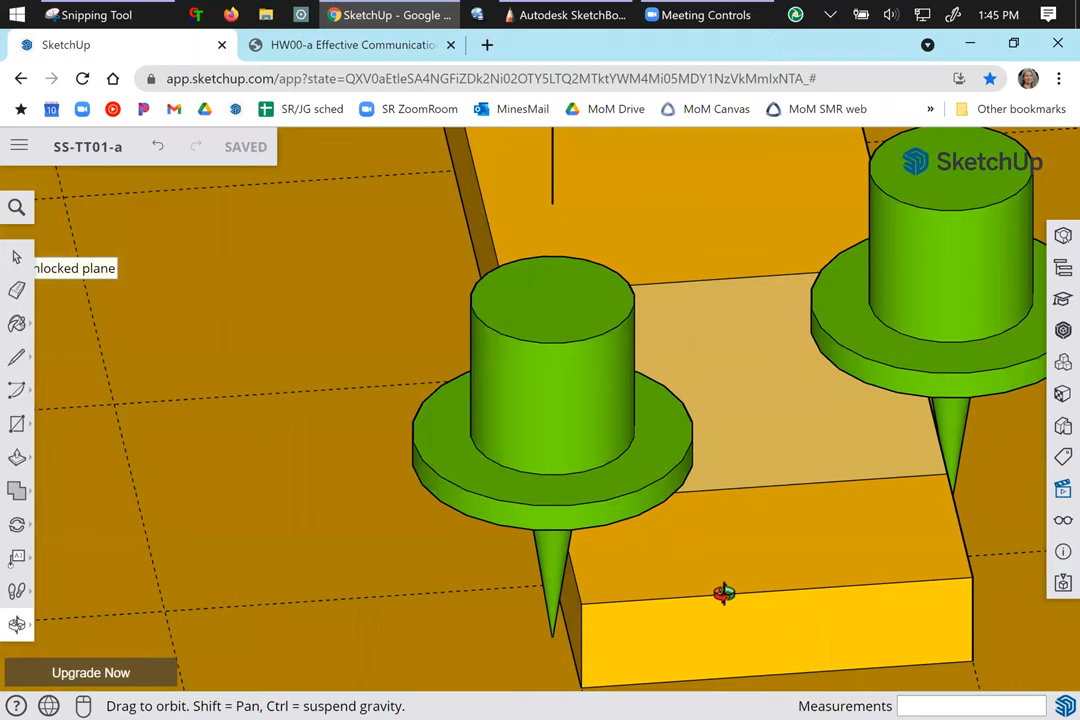 Snipping Tool
SketchUp - Google ...
Autodesk SketchBo...
Meeting Controls
1:45 PM
SketchUp
HW00-a Effective Communicatio
app.sketchup.com/app?state=QXV0aEtleSA4NGFiZDk2Ni02OTY5LTQ2MTktYWM4Mi05MDY1NzVkMmIxNTA_#
SR/JG sched
SR ZoomRoom
MinesMail
MoM Drive
MoM Canvas
MoM SMR web
»
Other bookmarks
SS-TT01-a
SAVED
SketchUp
nlocked plane
Upgrade Now
Drag to orbit. Shift = Pan, Ctrl = suspend gravity.
Measurements